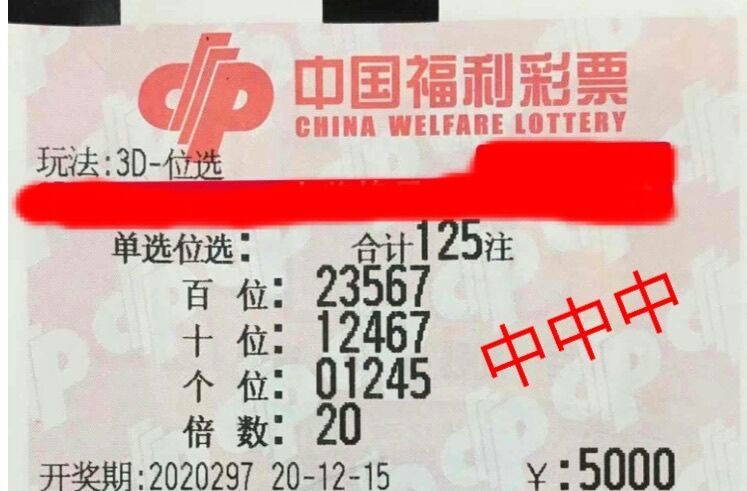 中国福利彩票
CHINA WELFARE LOTTERY
玩法:3D-位选
单选位选: 合计125注
百 位: 23567
十 位: 12467
个 位: 01245
中中中
倍 数: 20
开奖期:2020297 20-12-15 ¥:5000